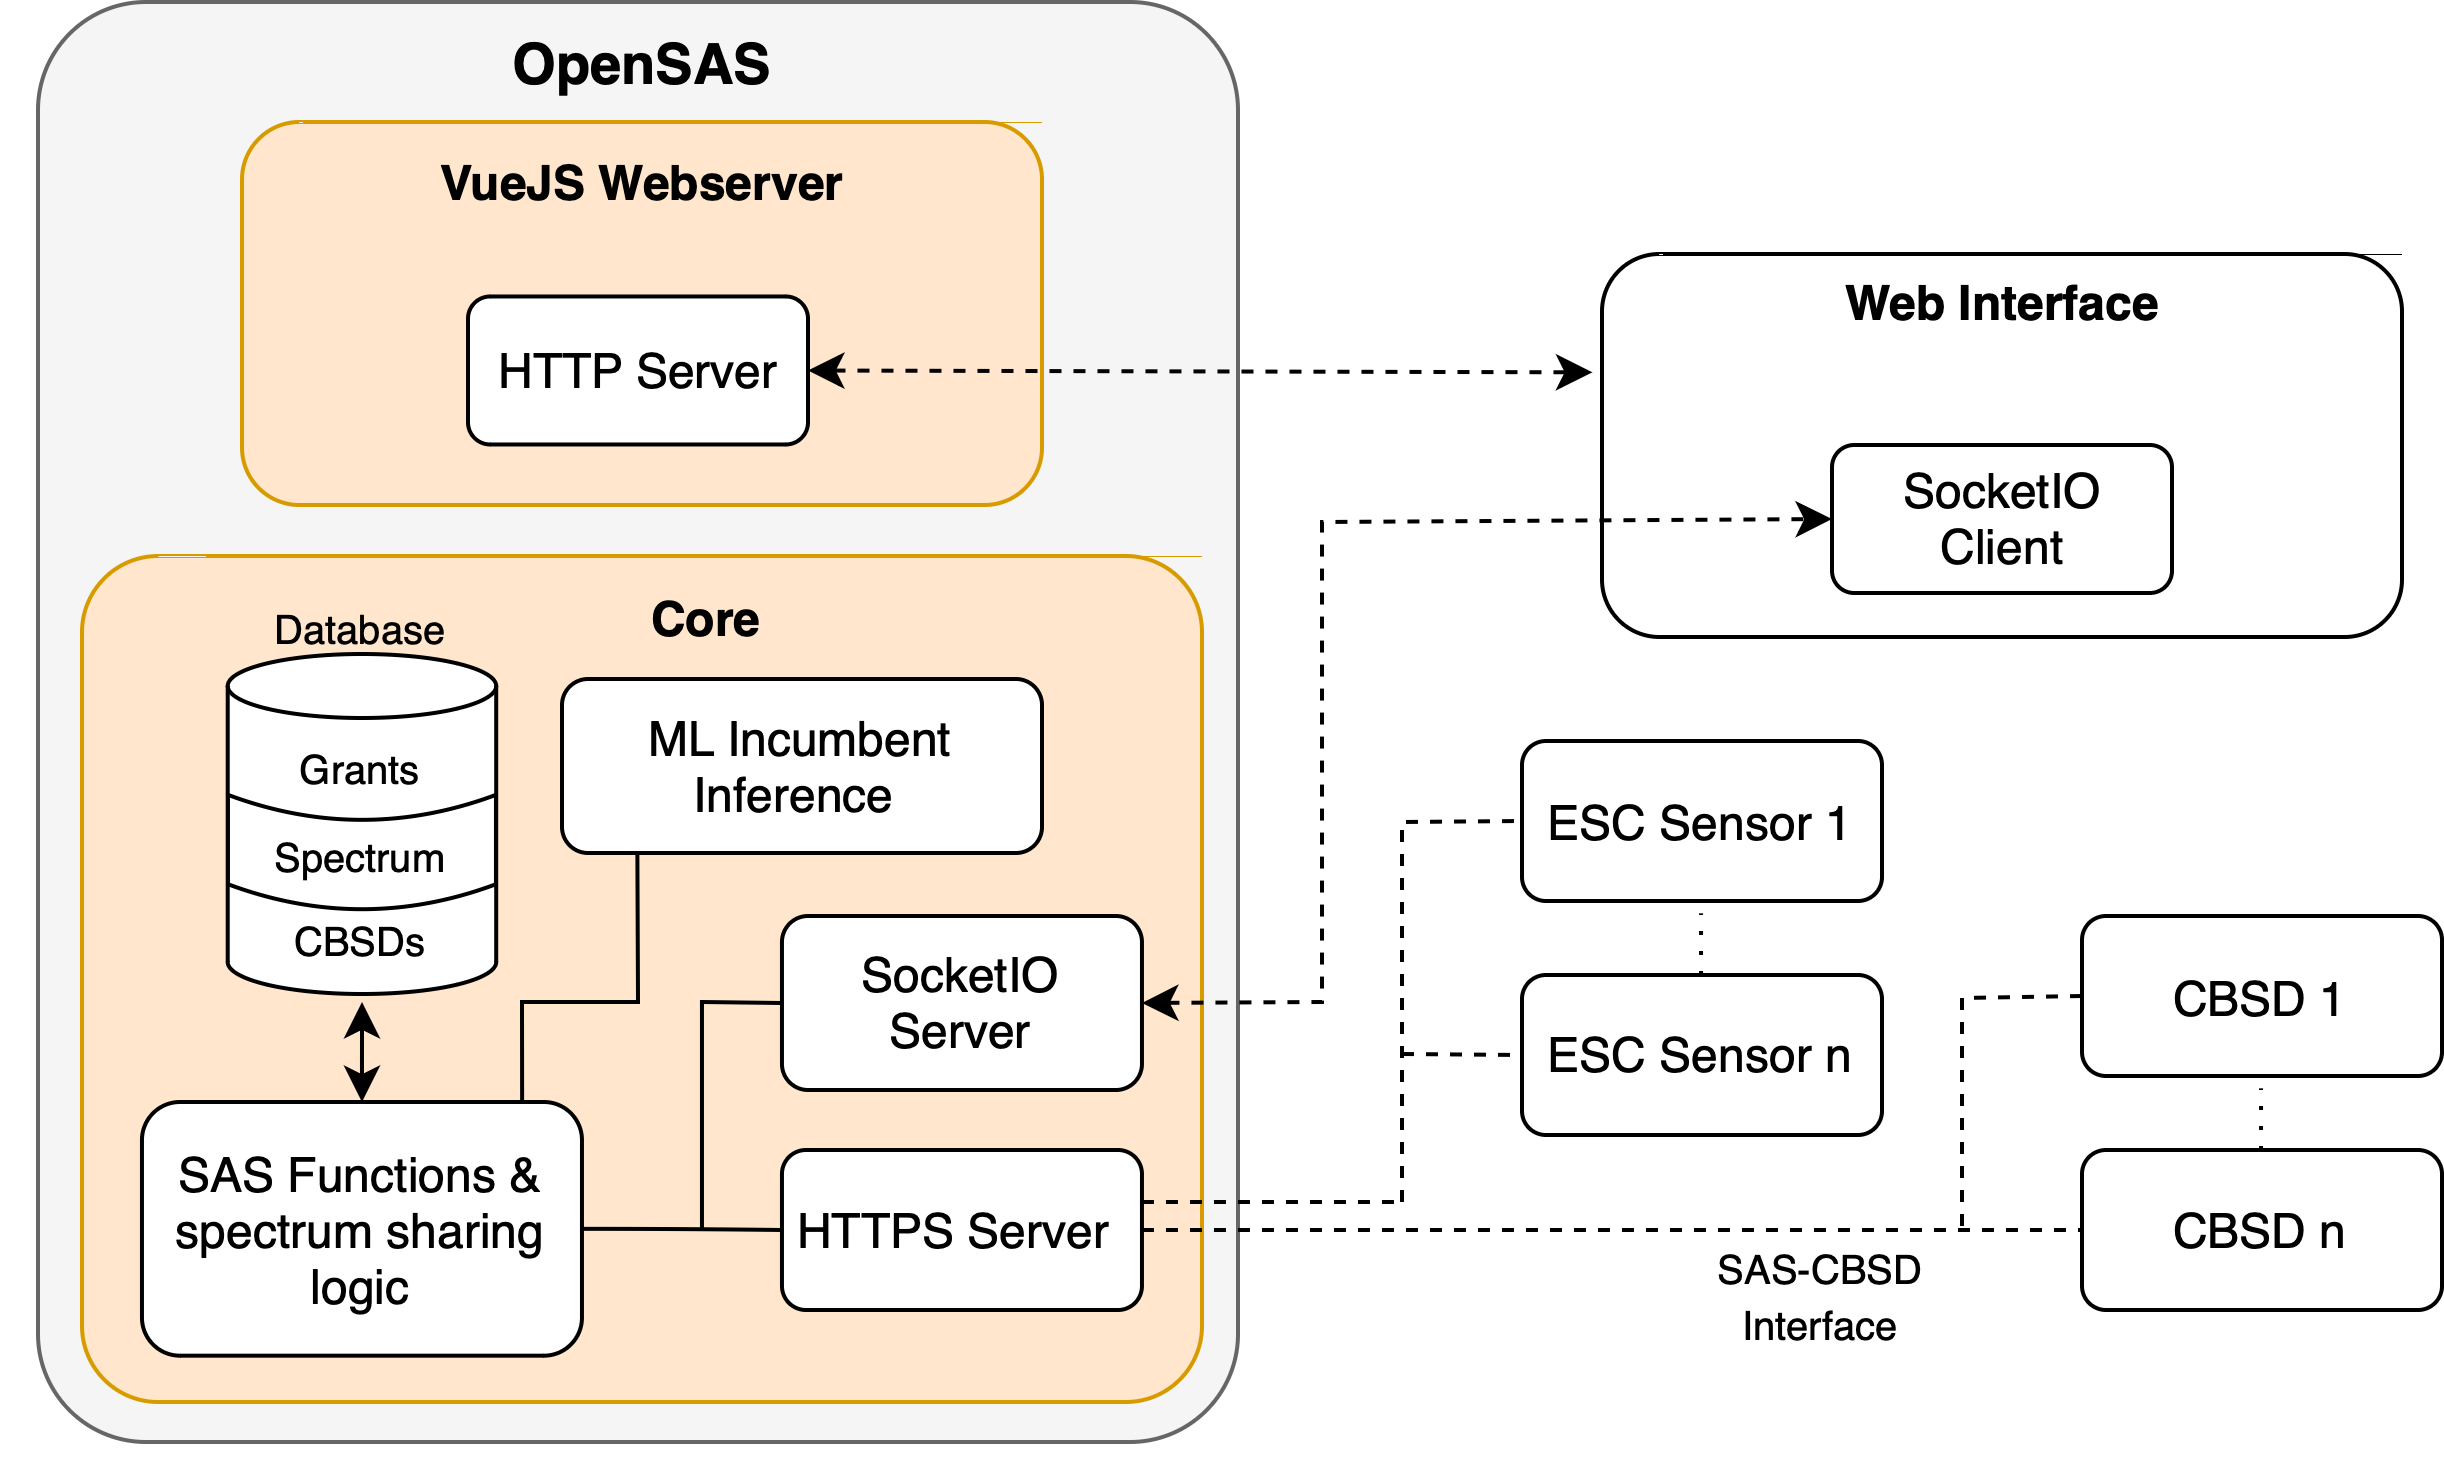 OpenSAS
VueJS Webserver
HTTP Server
Web Interface
SocketIO
Client
Core
Database
Grants
Spectrum
CBSDs
ML Incumbent
Inference
SocketIO
Server
SAS Functions &
spectrum sharing
logic
HTTPS Server
ESC Sensor 1
ESC Sensor n
CBSD 1
CBSD n
SAS-CBSD
Interface